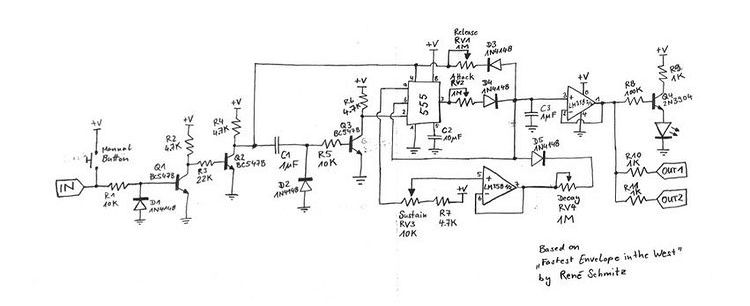 Release
RV1
1M
D3
1N4148
+V
+V
+V
R9
1K
+V
Attack
RV2
1M
D4
1N4148
R4
4.7K
R6
4.7K
555
C3
1µF
LM358
R8
100K
Q4
2N3904
+V
Manual
Button
+V
R2
47K
Q3
BC547B
C2
10µF
D5
1N4148
Q1
BC547B
R3
22K
Q2
BC547B
C1
1µF
R5
10K
IN
R1
10K
D1
1N4148
D2
1N4148
LM358
R10
1K
OUT1
R11
1K
OUT2
+V
Sustain
RV3
10K
R7
4.7K
Decay
RV4
1M
Based on
„Fastest Envelope in the West"
by René Schmitz